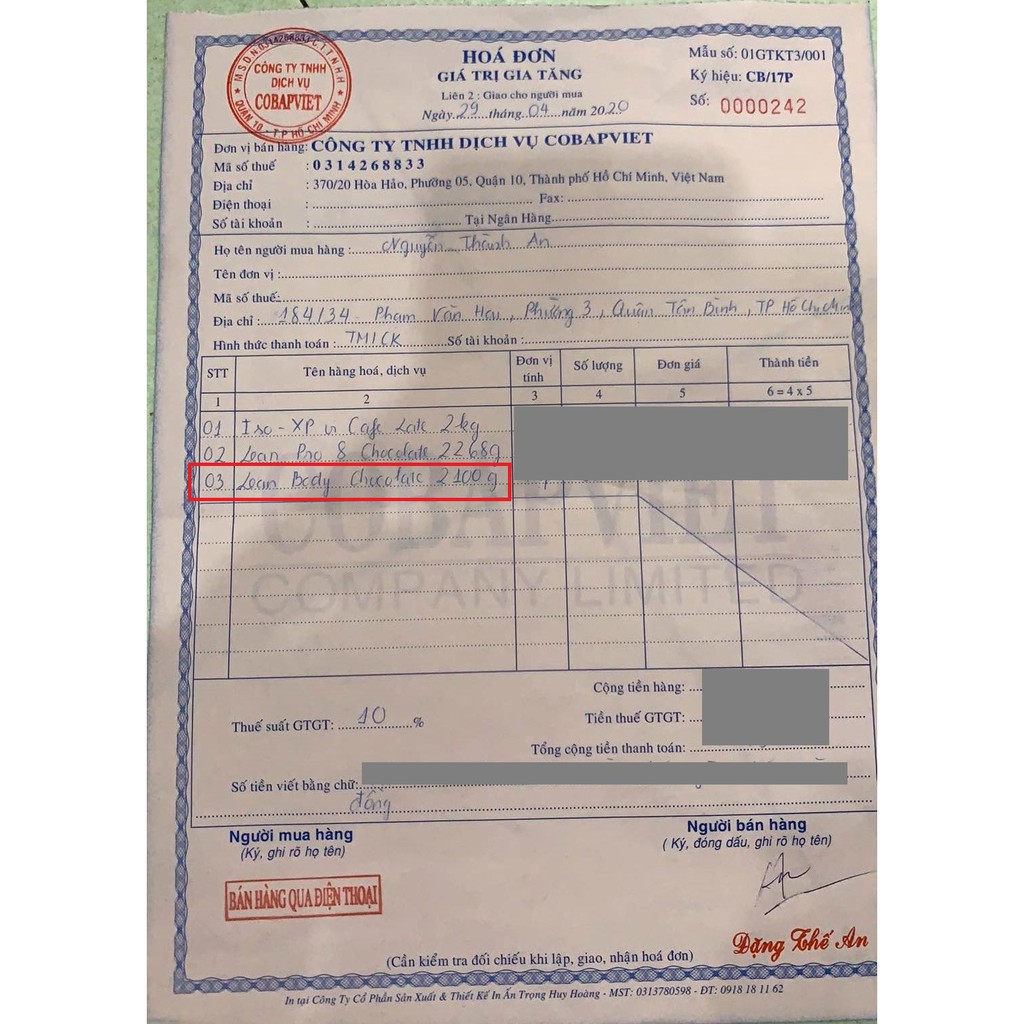 M.S.D.N:0314268833-C.T.T.N.H.H
CÔNG TY TNHH
DỊCH VỤ
COBAPVIET
QUẬN 10 - T.P HỒ CHÍ MINH
HOÁ ĐƠN
GIÁ TRỊ GIA TĂNG
Liên 2 : Giao cho người mua
Ngày 29 tháng 04 năm 2020
Mẫu số: 01GTKT3/001
Ký hiệu: CB/17P
Số: 0000242
Đơn vị bán hàng: CÔNG TY TNHH DỊCH VỤ COBAPVIET
Mã số thuế : 0314268833
Địa chỉ : 370/20 Hòa Hảo, Phường 05, Quận 10, Thành phố Hồ Chí Minh, Việt Nam
Điện thoại : Fax:
Số tài khoản : Tại Ngân Hàng
Họ tên người mua hàng : Nguyễn Thành An
Tên đơn vị :
Mã số thuế:
Địa chỉ : 184/34 Phạm Văn Hai, Phường 3, Quận Tân Bình, TP Hồ Chí Minh
Hình thức thanh toán : TM/CK Số tài khoản :
STT Tên hàng hoá, dịch vụ Đơn vị tính Số lượng Đơn giá Thành tiền
1 2 3 4 5 6 = 4 x 5
01 Iso-XP vị Cafe Late 2kg
02 Lean Pro 8 Chocolate 2268g
03 Lean Body Chocolate 2100g
COBAPVIET
COMPANY LIMITED
Cộng tiền hàng:
Thuế suất GTGT: 10 % Tiền thuế GTGT:
Tổng cộng tiền thanh toán:
Số tiền viết bằng chữ:
đồng
Người mua hàng
(Ký, ghi rõ họ tên)
Người bán hàng
( Ký, đóng dấu, ghi rõ họ tên)
BÁN HÀNG QUA ĐIỆN THOẠI
Đặng Thế An
(Cần kiểm tra đối chiếu khi lập, giao, nhận hoá đơn)
In tại Công Ty Cổ Phần Sản Xuất & Thiết Kế In Ấn Trọng Huy Hoàng - MST: 0313780598 - ĐT: 0918 18 11 62